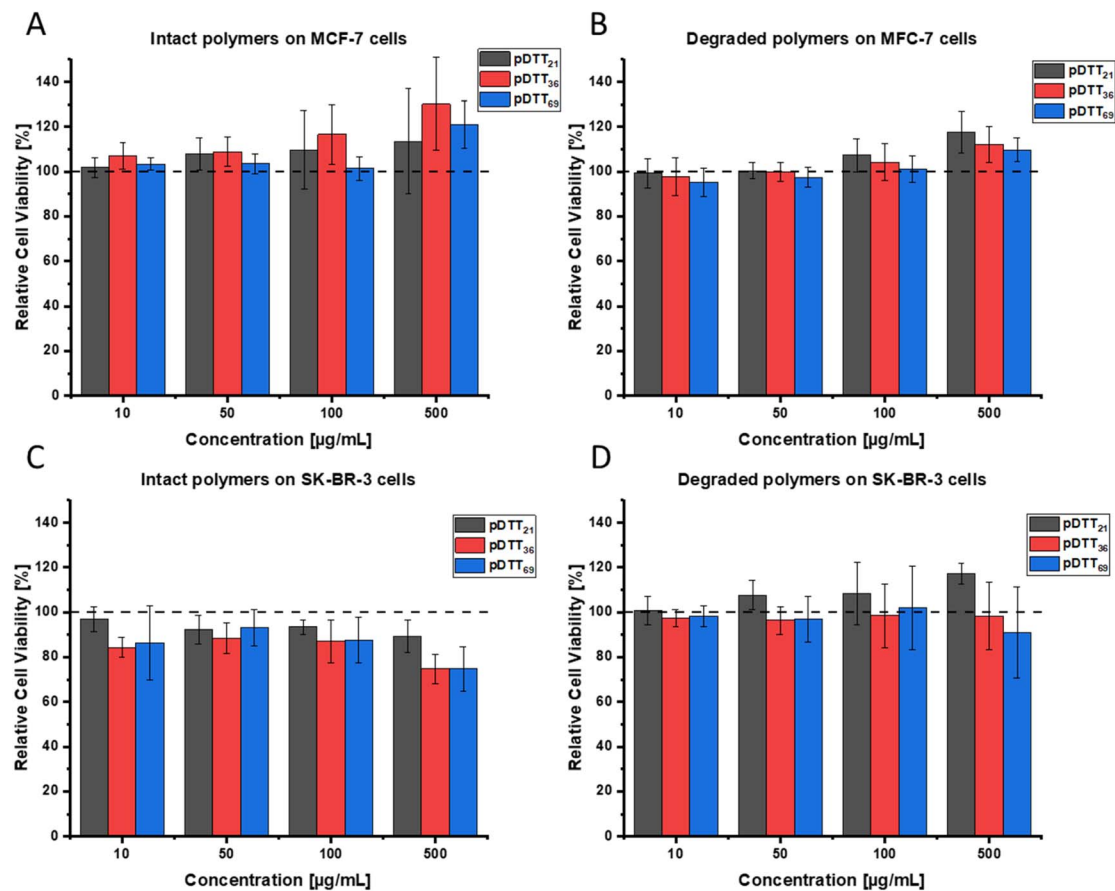 A
Intact polymers on MCF-7 cells
pDTT21
pDTT36
pDTT69
Relative Cell Viability [%]
140
120
100
80
60
40
20
0
10 50 100 500
Concentration [µg/mL]
B
Degraded polymers on MFC-7 cells
pDTT21
pDTT36
pDTT69
Relative Cell Viability [%]
140
120
100
80
60
40
20
0
10 50 100 500
Concentration [µg/mL]
C
Intact polymers on SK-BR-3 cells
pDTT21
pDTT36
pDTT69
Relative Cell Viability [%]
140
120
100
80
60
40
20
0
10 50 100 500
Concentration [µg/mL]
D
Degraded polymers on SK-BR-3 cells
pDTT21
pDTT36
pDTT69
Relative Cell Viability [%]
140
120
100
80
60
40
20
0
10 50 100 500
Concentration [µg/mL]